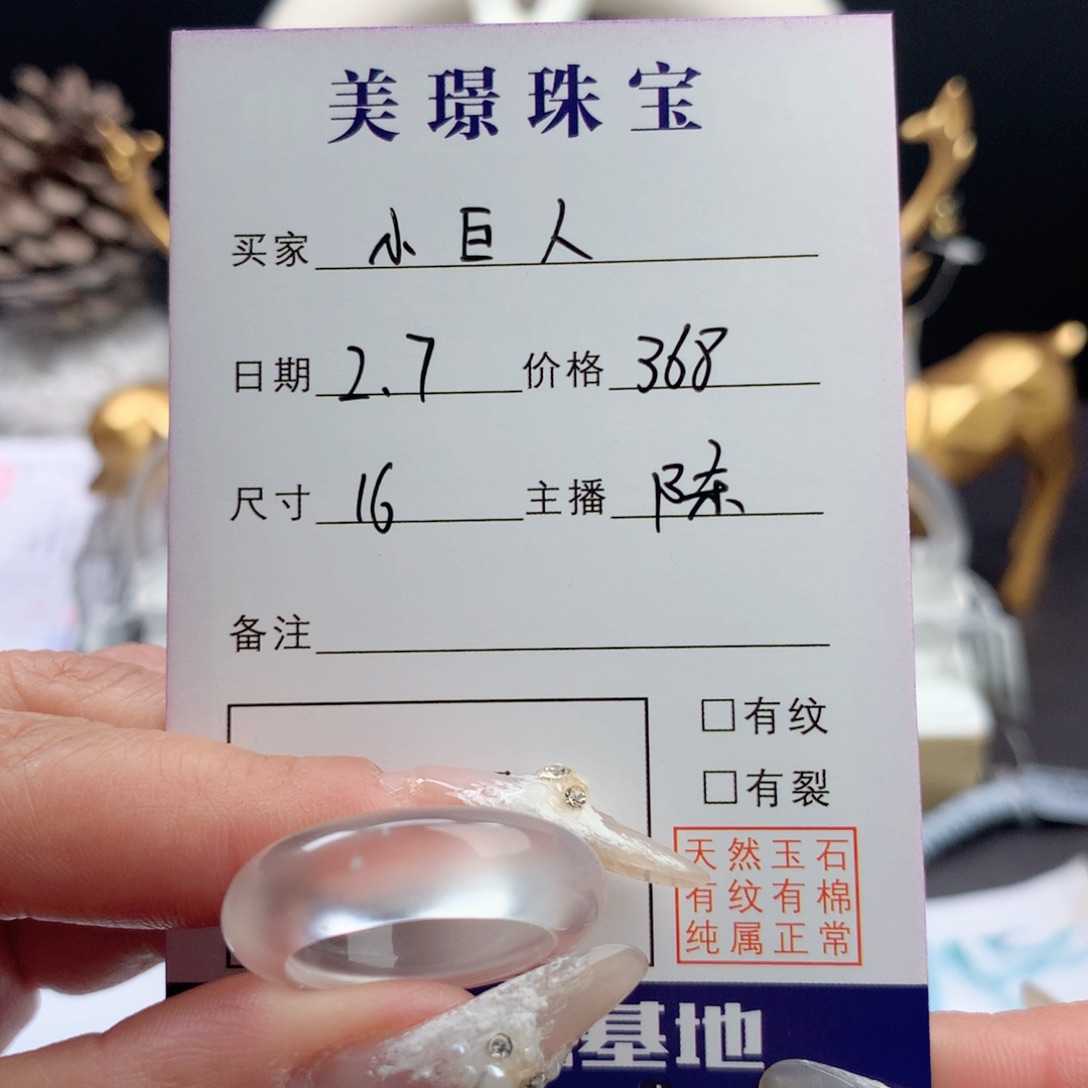 美璟珠宝
买家 小巨人
日期 2.7 价格 368
尺寸 16 主播 陈
备注
□有纹
□有裂
天然玉石
有纹有棉
纯属正常
基地